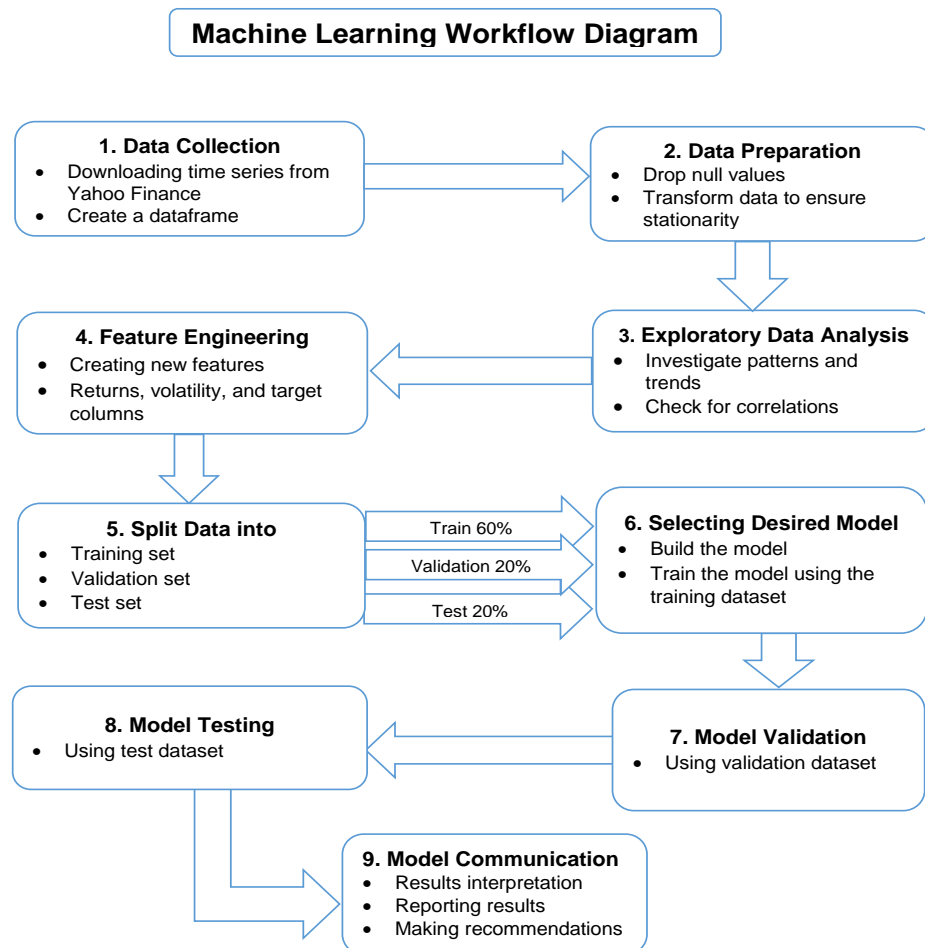 Machine Learning Workflow Diagram
1. Data Collection
• Downloading time series from
Yahoo Finance
• Create a dataframe
2. Data Preparation
• Drop null values
• Transform data to ensure
stationarity
3. Exploratory Data Analysis
• Investigate patterns and
trends
• Check for correlations
4. Feature Engineering
• Creating new features
• Returns, volatility, and target
columns
5. Split Data into
• Training set
• Validation set
• Test set
Train 60%
Validation 20%
Test 20%
6. Selecting Desired Model
• Build the model
• Train the model using the
training dataset
7. Model Validation
• Using validation dataset
8. Model Testing
• Using test dataset
9. Model Communication
• Results interpretation
• Reporting results
• Making recommendations